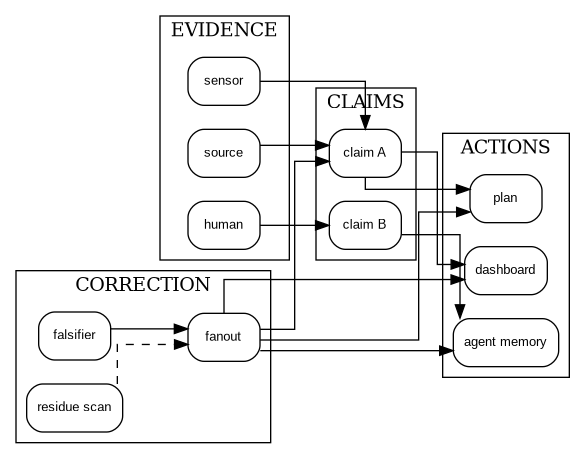 EVIDENCE
sensor
source
human
CLAIMS
claim A
claim B
ACTIONS
plan
dashboard
agent memory
CORRECTION
falsifier
fanout
residue scan